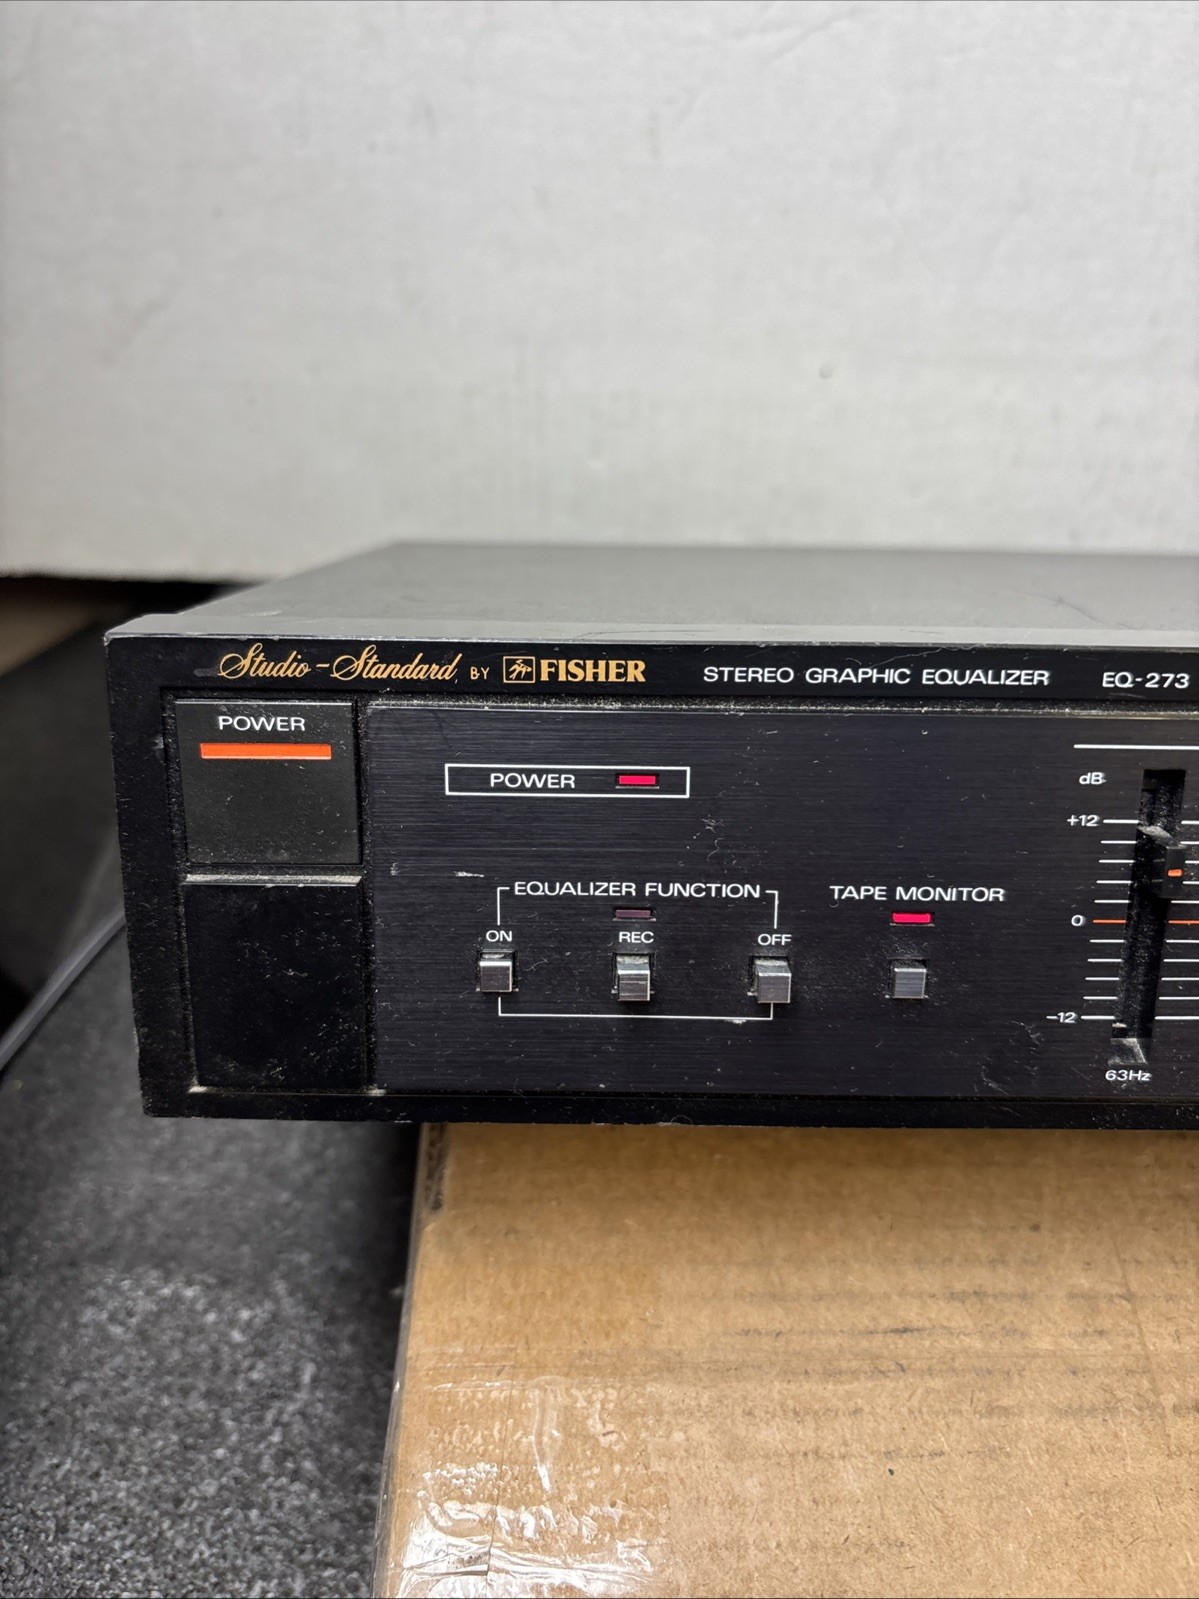 Studio-Standard BY FISHER STEREO GRAPHIC EQUALIZER EQ-273
POWER
POWER
dB
+12
0
-12
63Hz
EQUALIZER FUNCTION
ON REC OFF
TAPE MONITOR